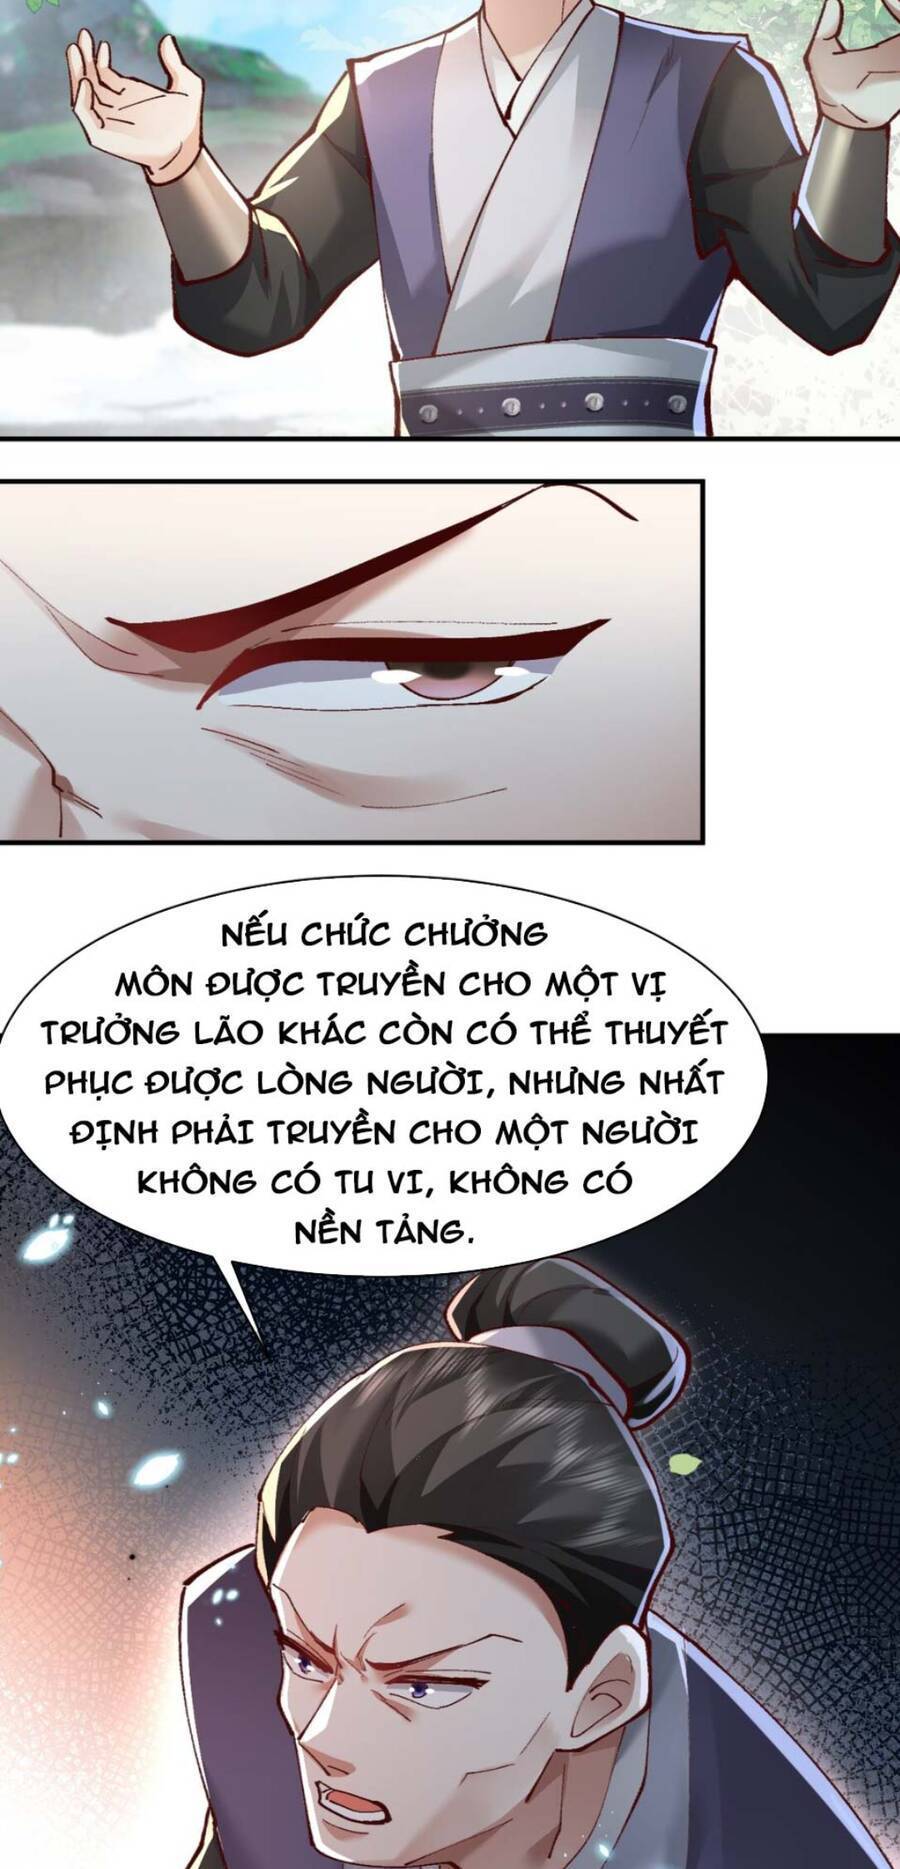 NẾU CHỨC CHƯỞNG
MÔN ĐƯỢC TRUYỀN CHO MỘT VỊ
TRƯỞNG LÃO KHÁC CÒN CÓ THỂ THUYẾT
PHỤC ĐƯỢC LÒNG NGƯỜI, NHƯNG NHẤT
ĐỊNH PHẢI TRUYỀN CHO MỘT NGƯỜI
KHÔNG CÓ TU VI, KHÔNG CÓ
NỀN TẢNG.